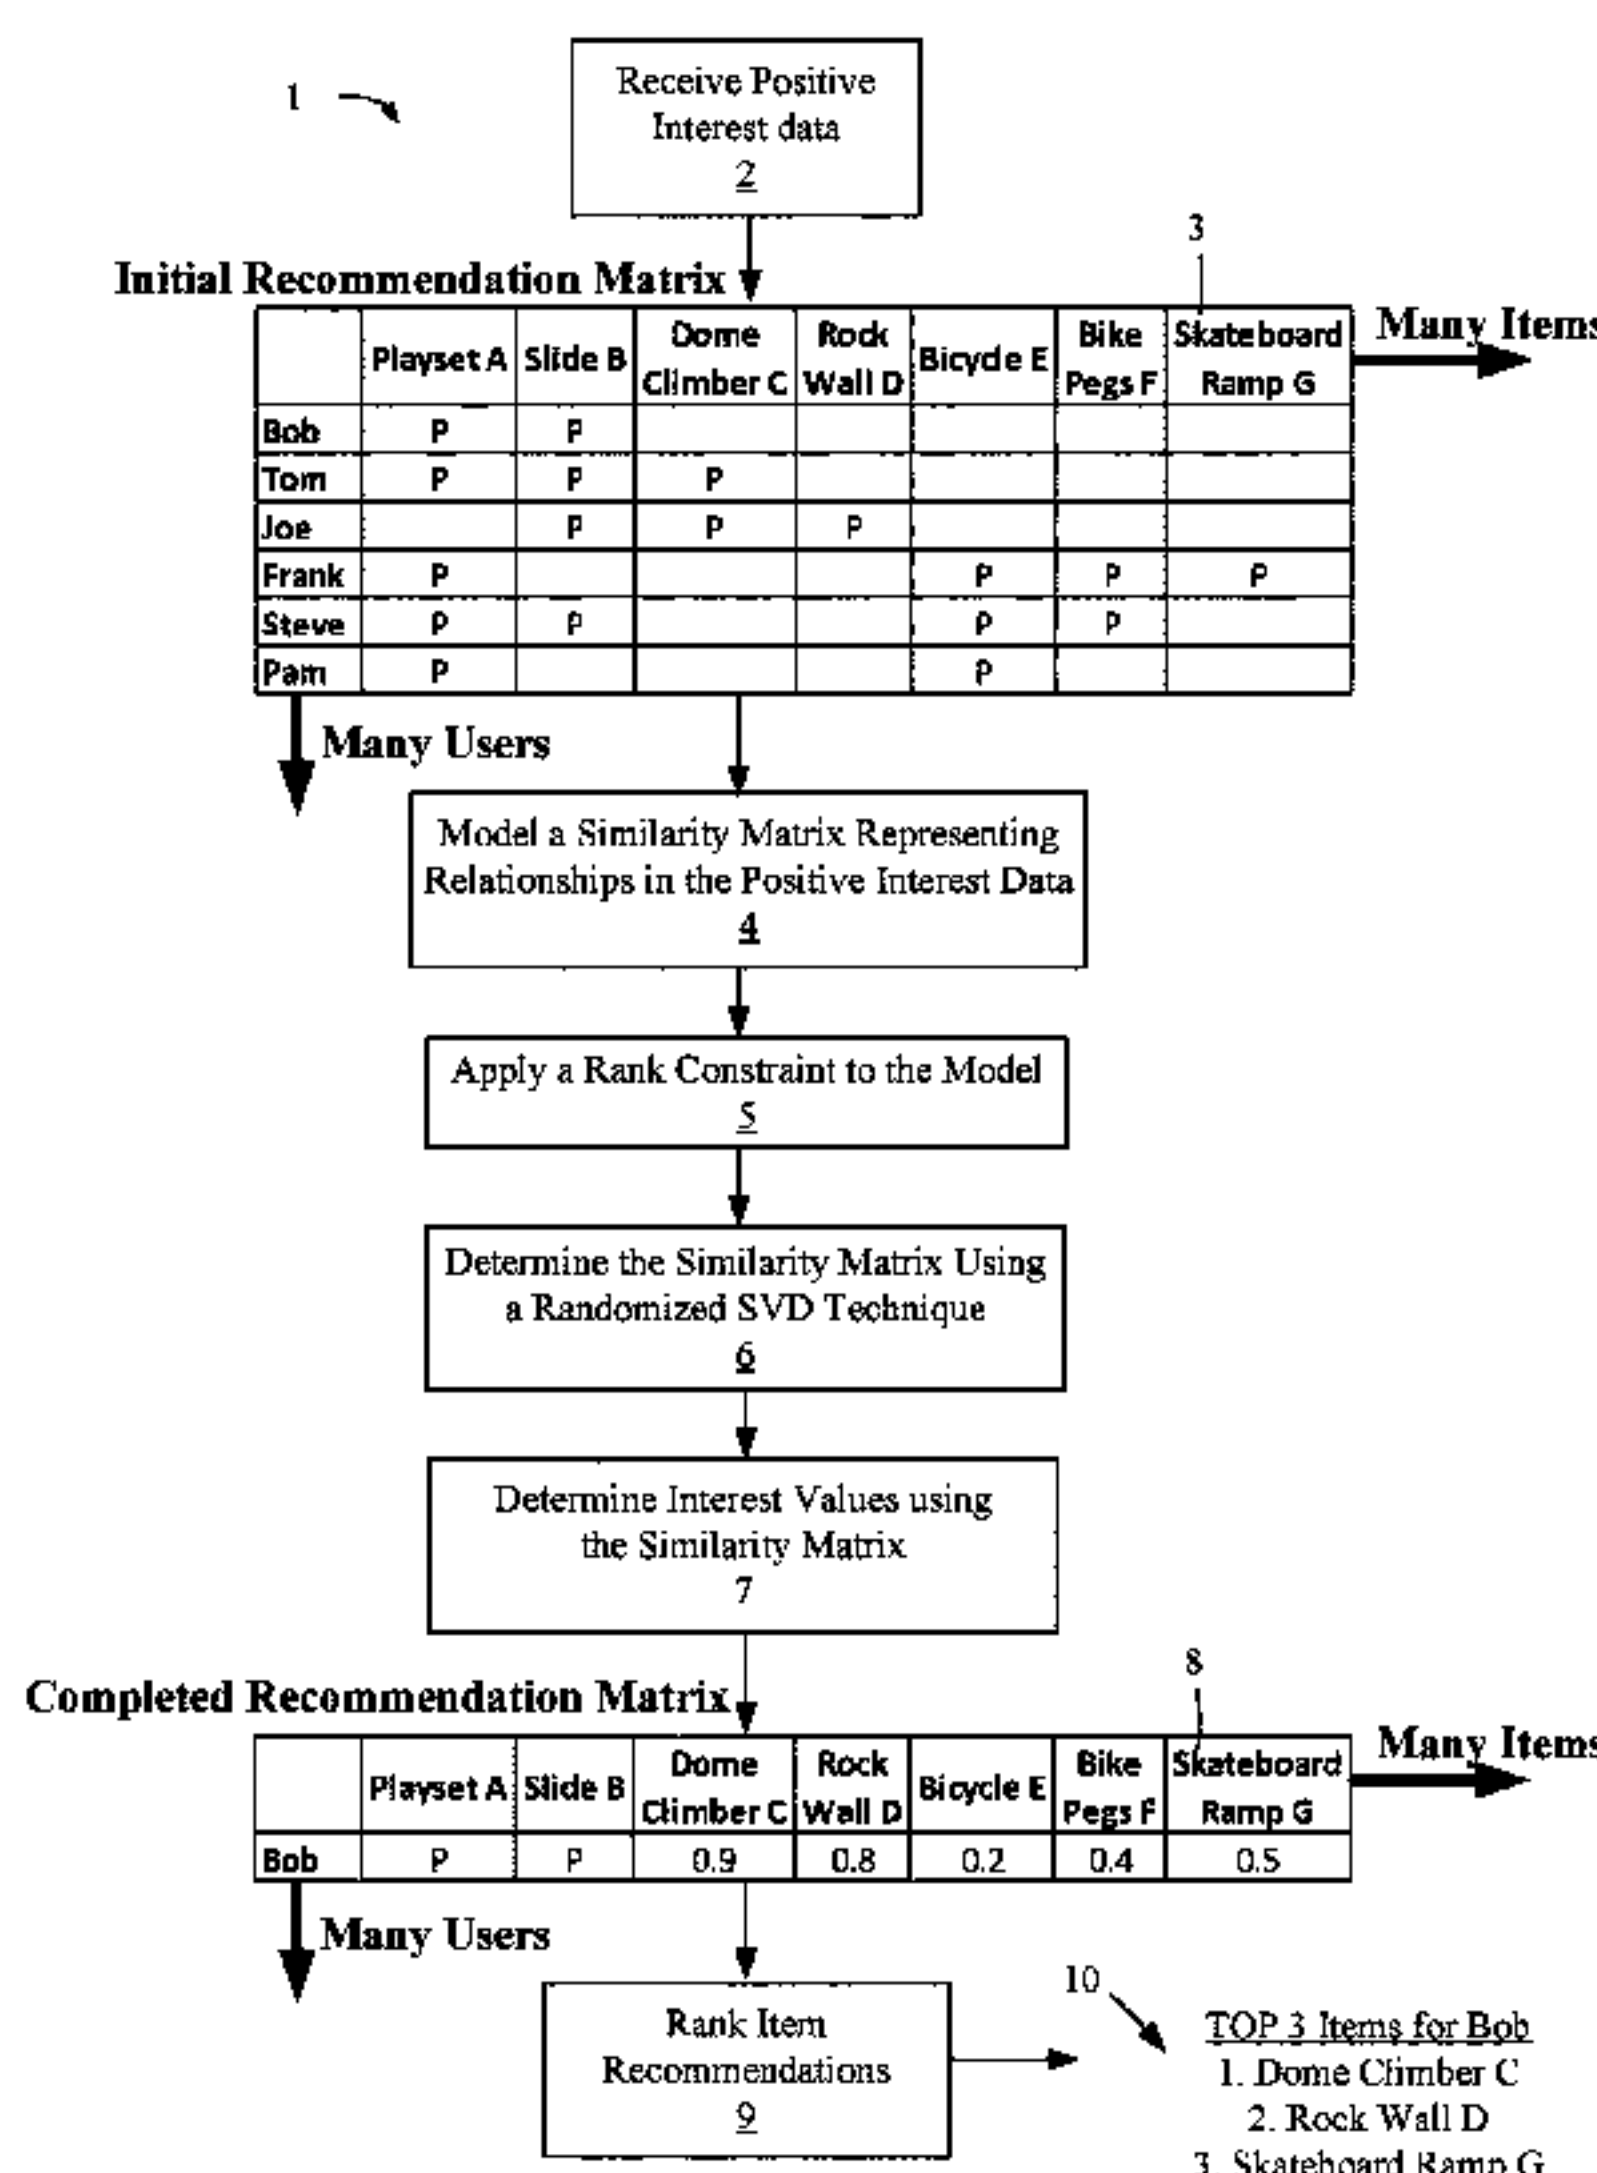 1
Receive Positive
Interest data
2
3
Initial Recommendation Matrix
Many Items
Playset A Slide B Dome Climber C Rock Wall D Bicycle E Bike Pegs F Skateboard Ramp G
Bob P P
Tom P P P
Joe P P P
Frank P P P P
Steve P P P P
Pam P P
Many Users
Model a Similarity Matrix Representing
Relationships in the Positive Interest Data
4
Apply a Rank Constraint to the Model
5
Determine the Similarity Matrix Using
a Randomized SVD Technique
6
Determine Interest Values using
the Similarity Matrix
7
8
Completed Recommendation Matrix
Many Items
Playset A Slide B Dome Climber C Rock Wall D Bicycle E Bike Pegs F Skateboard Ramp G
Bob P P 0.9 0.8 0.2 0.4 0.5
Many Users
Rank Item
Recommendations
9
10
TOP 3 Items for Bob
1. Dome Climber C
2. Rock Wall D
3. Skateboard Ramp G